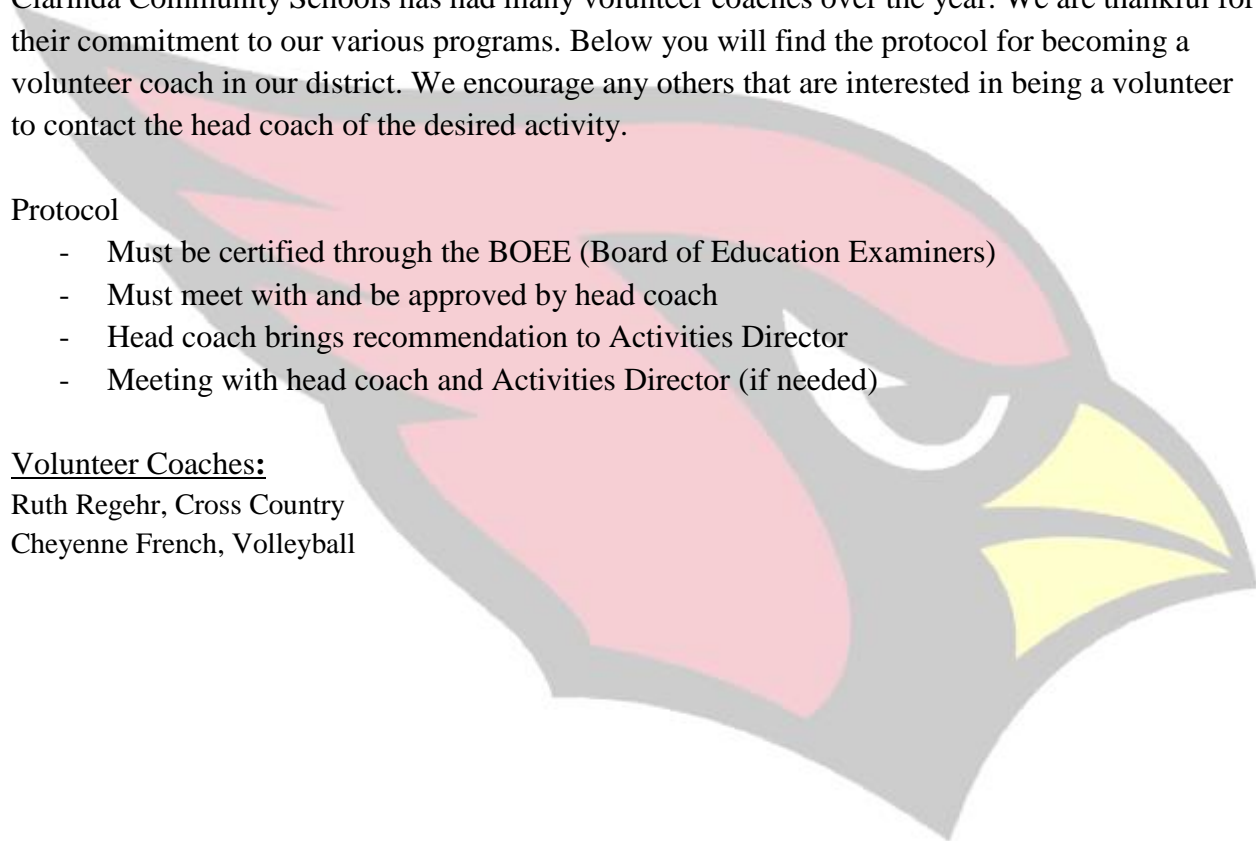 Clarinda Community Schools has had many volunteer coaches over the year. We are thankful for
their commitment to our various programs. Below you will find the protocol for becoming a
volunteer coach in our district. We encourage any others that are interested in being a volunteer
to contact the head coach of the desired activity.
Protocol
- Must be certified through the BOEE (Board of Education Examiners)
- Must meet with and be approved by head coach
- Head coach brings recommendation to Activities Director
- Meeting with head coach and Activities Director (if needed)
Volunteer Coaches:
Ruth Regehr, Cross Country
Cheyenne French, Volleyball